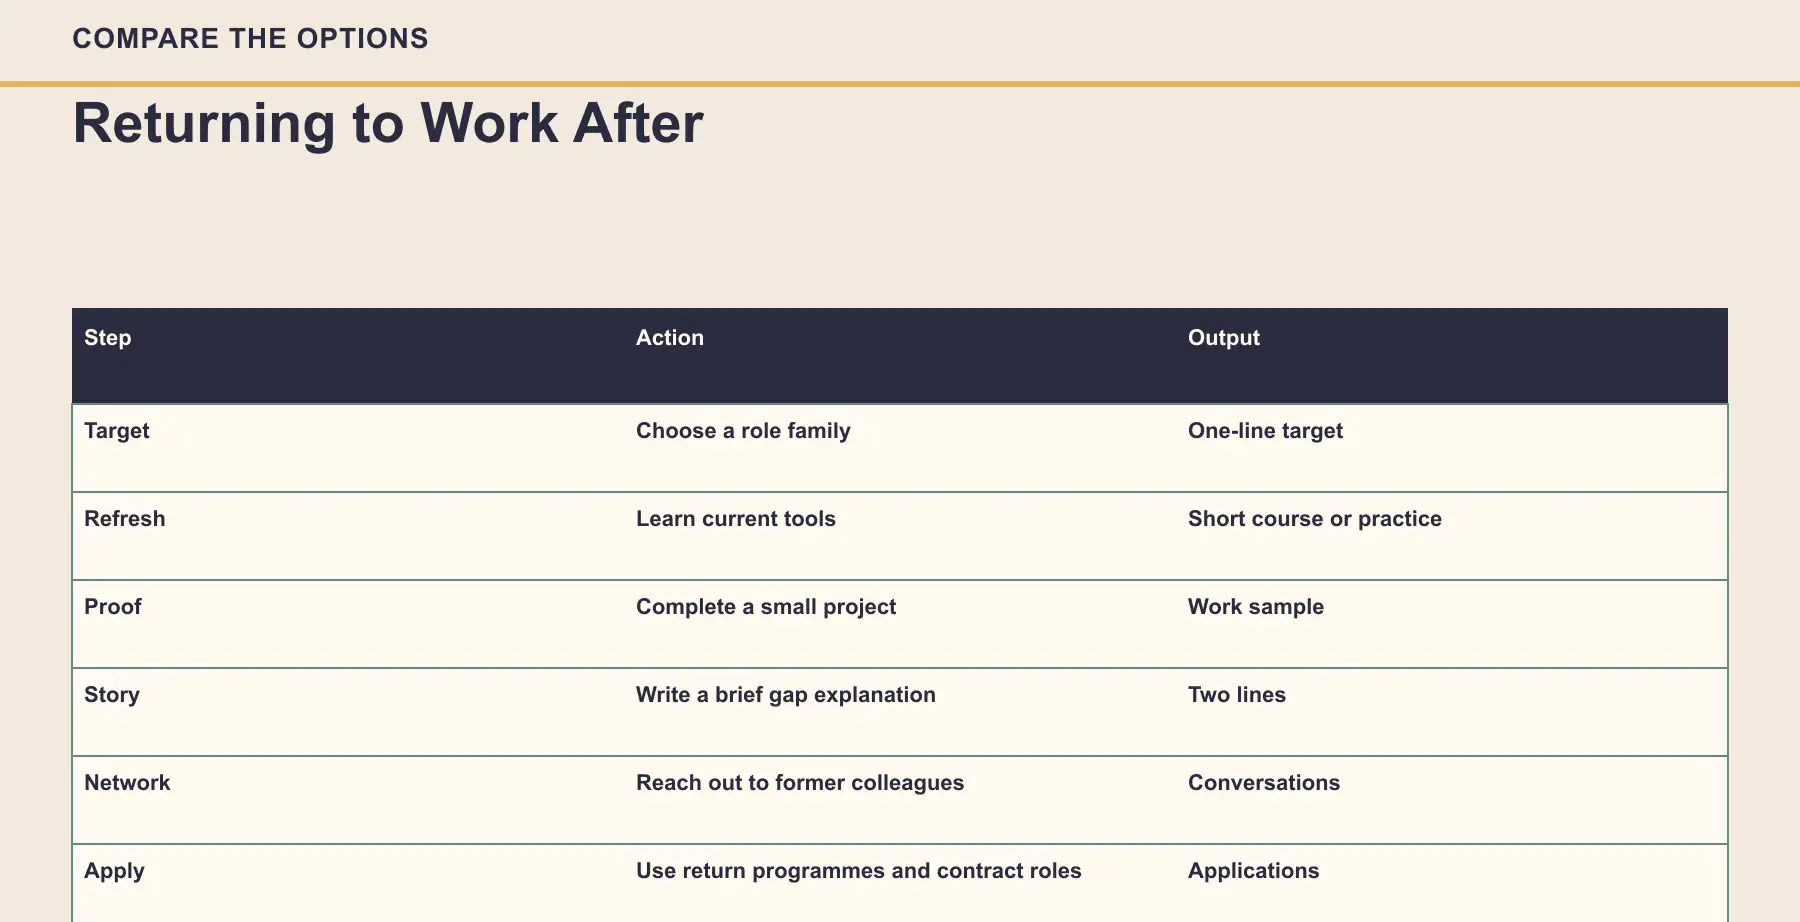 COMPARE THE OPTIONS
Returning to Work After
Step Action Output
Target Choose a role family One-line target
Refresh Learn current tools Short course or practice
Proof Complete a small project Work sample
Story Write a brief gap explanation Two lines
Network Reach out to former colleagues Conversations
Apply Use return programmes and contract roles Applications